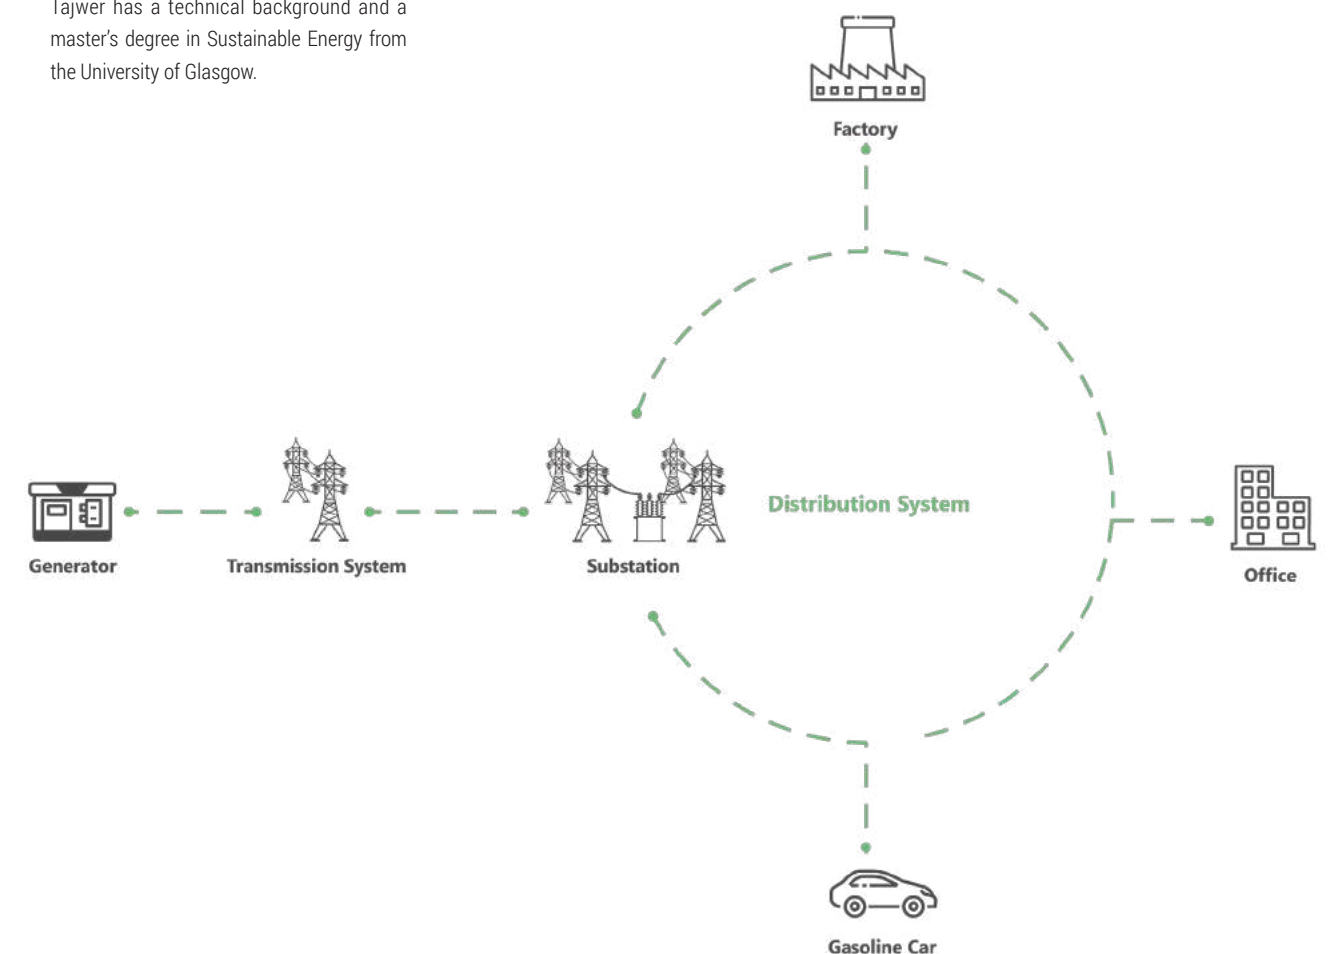 Tajwer has a technical background and a
master's degree in Sustainable Energy from
the University of Glasgow.
Factory
Distribution System
Generator
Transmission System
Substation
Office
Gasoline Car